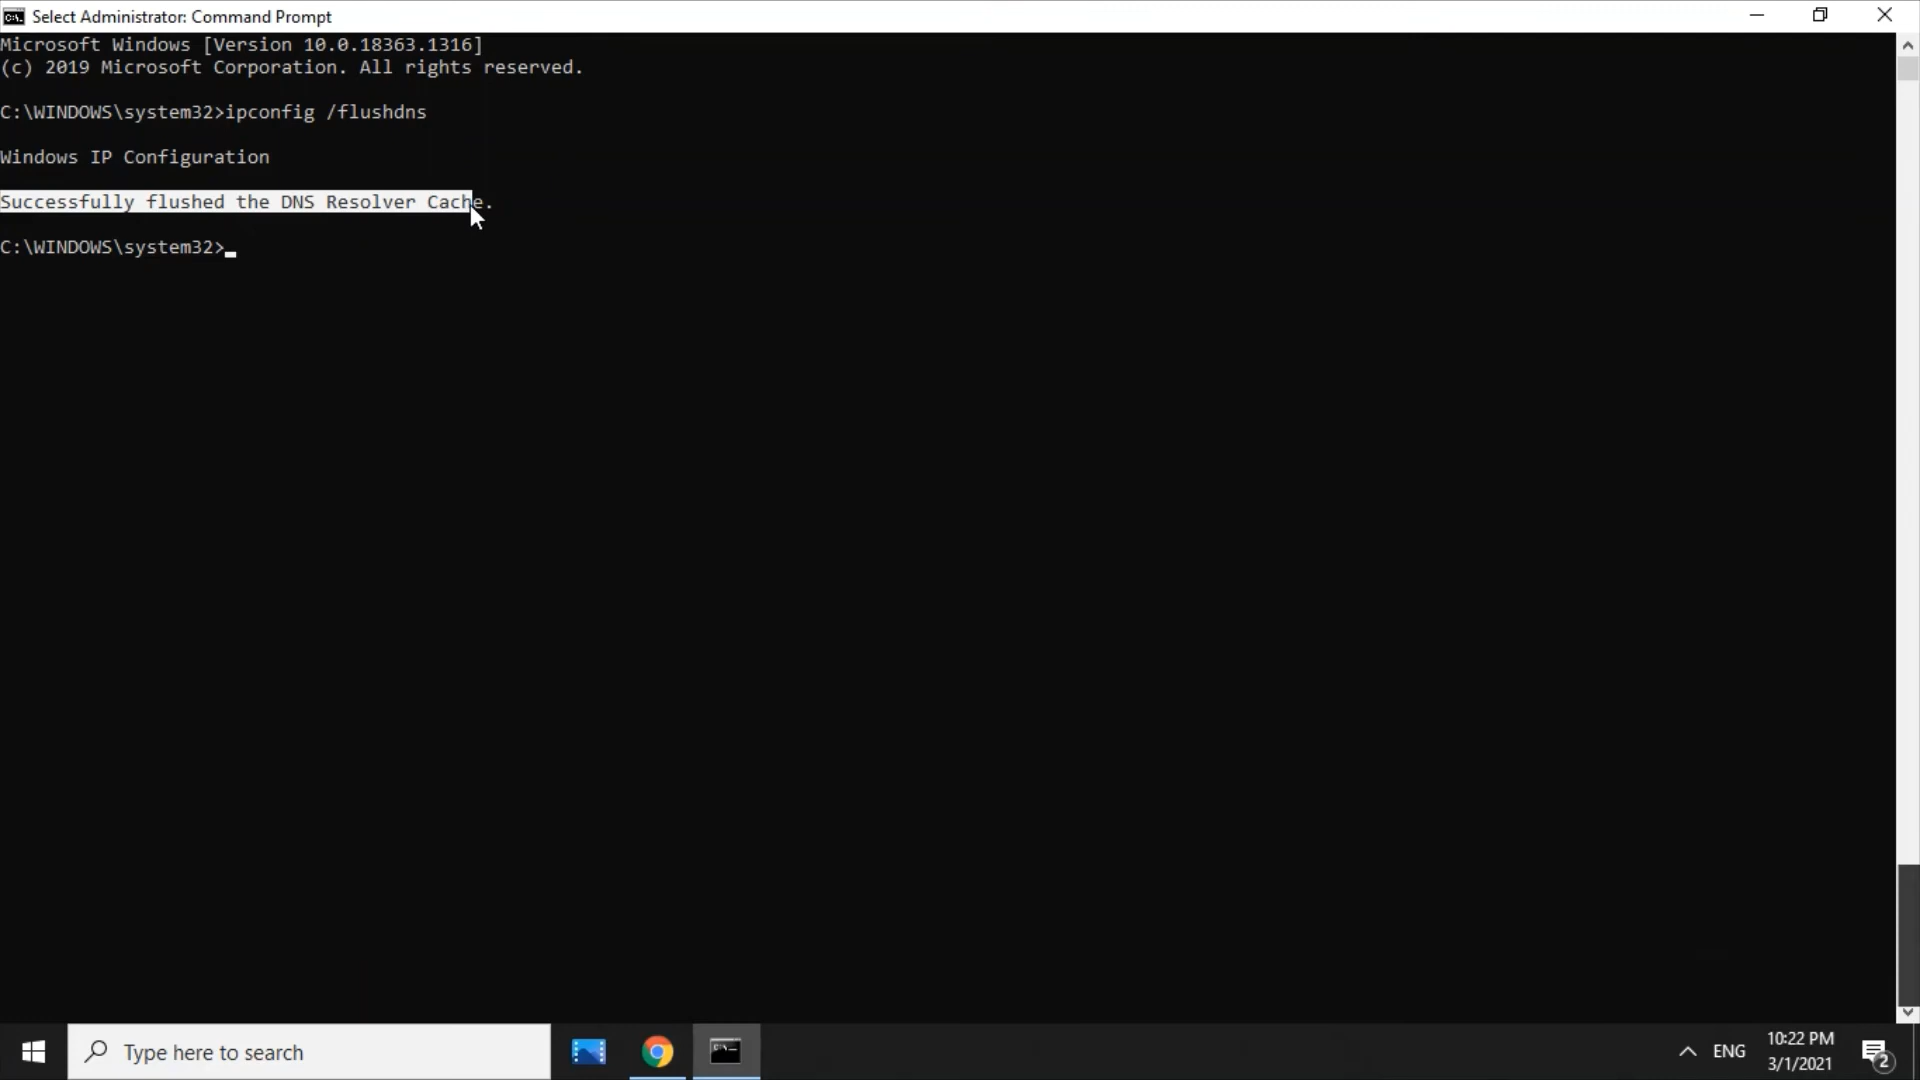 Select Administrator: Command Prompt
Microsoft Windows [Version 10.0.18363.1316]
(c) 2019 Microsoft Corporation. All rights reserved.
C:\WINDOWS\system32>ipconfig /flushdns
Windows IP Configuration
Successfully flushed the DNS Resolver Cache.
C:\WINDOWS\system32>
Type here to search
ENG
10:22 PM
3/1/2021
2